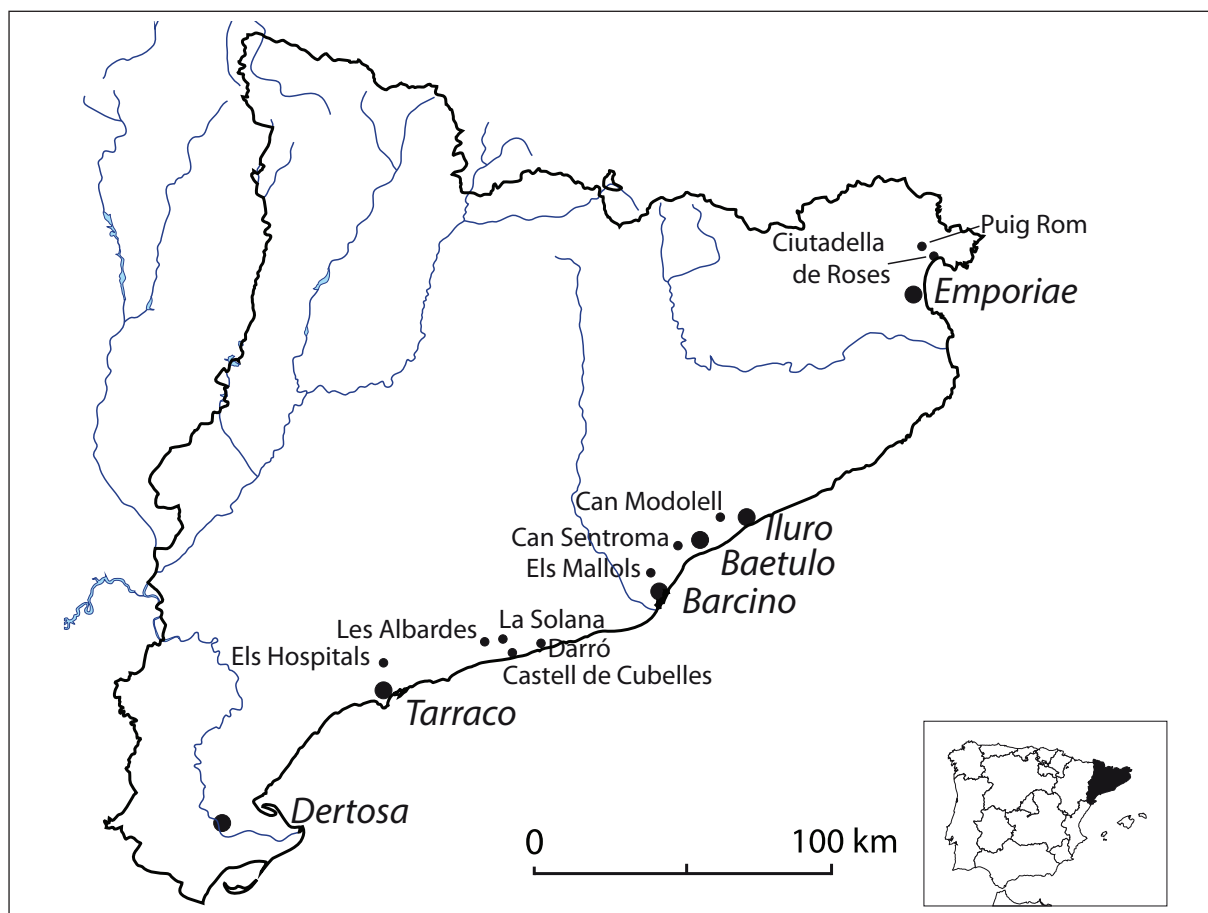 Puig Rom
Ciutadella
de Roses
Emporiae
Can Modolell
Iluro
Can Sentroma
Baetulo
Els Mallols
Barcino
La Solana
Les Albardes
Darró
Els Hospitals
Castell de Cubelles
Tarraco
Dertosa
0
100 km